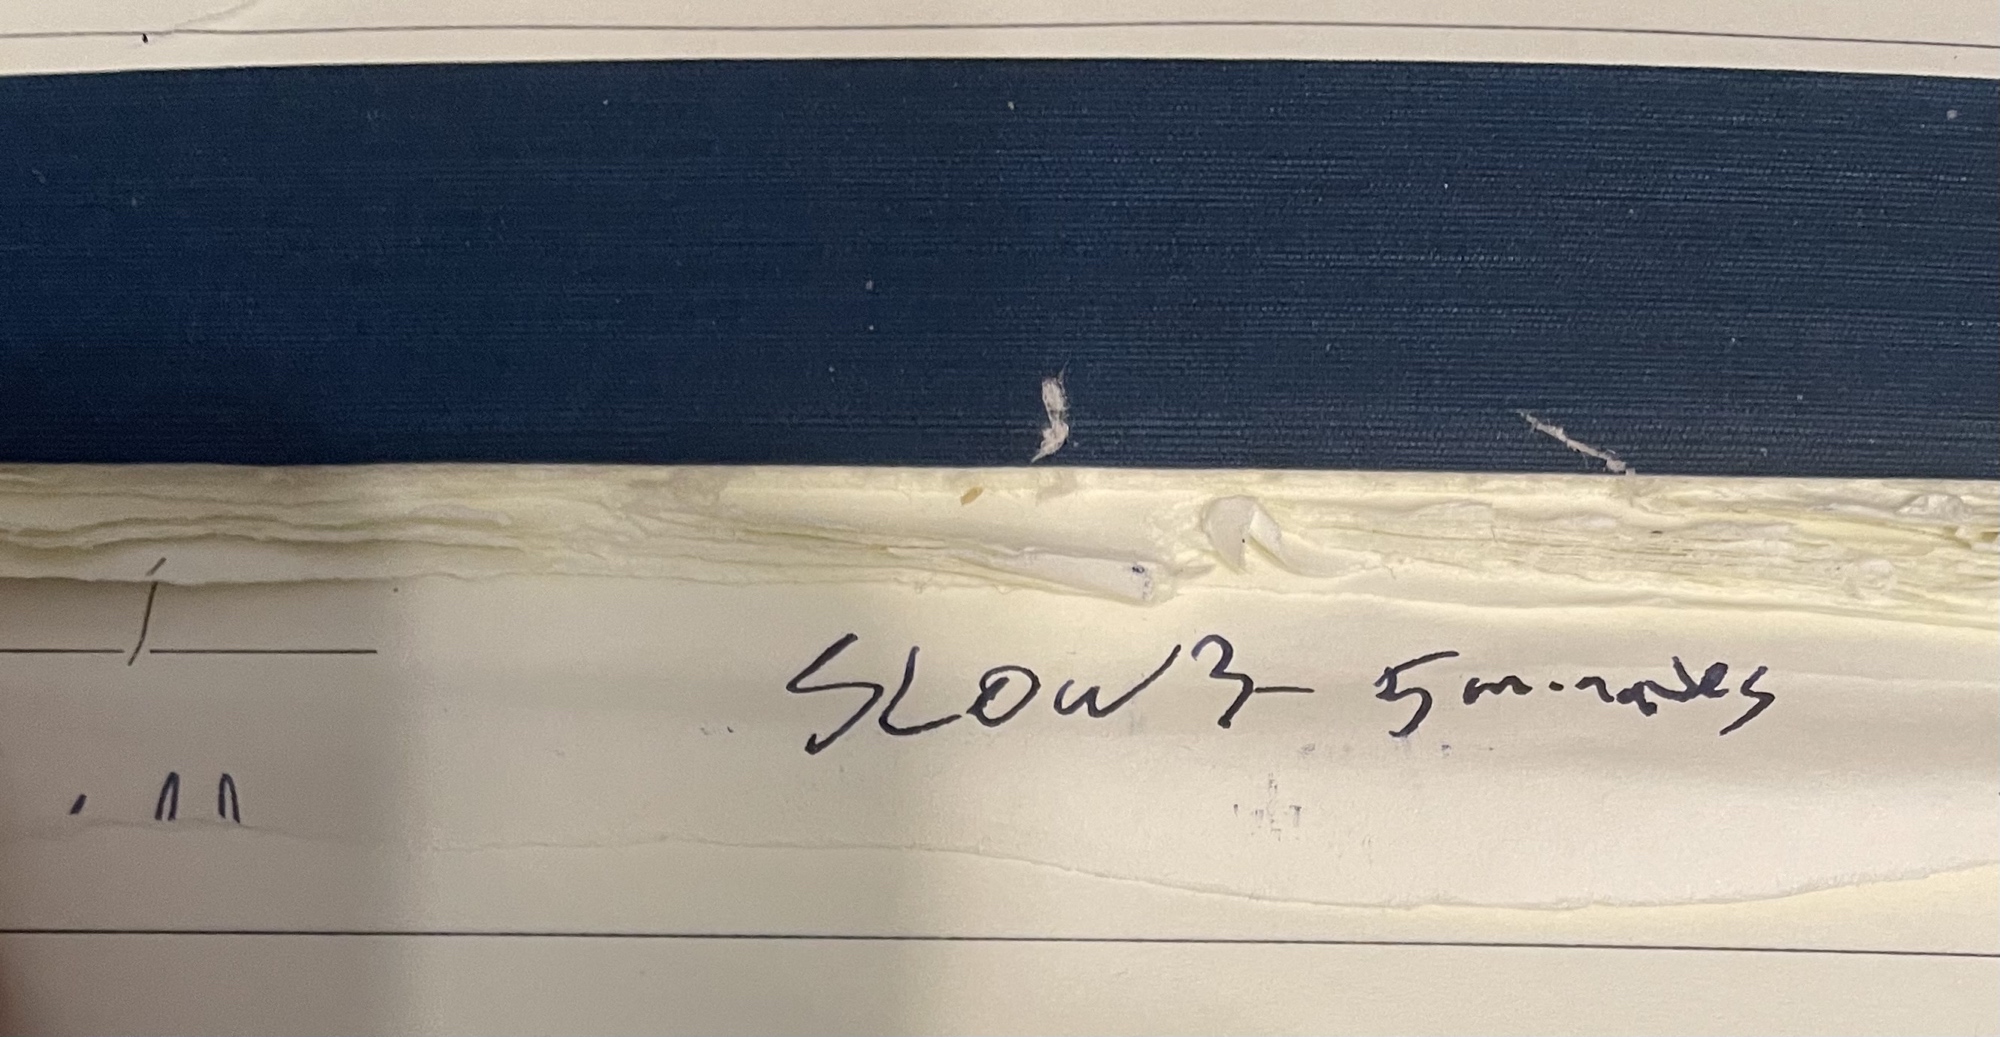 SLOW 3- 5 minutes